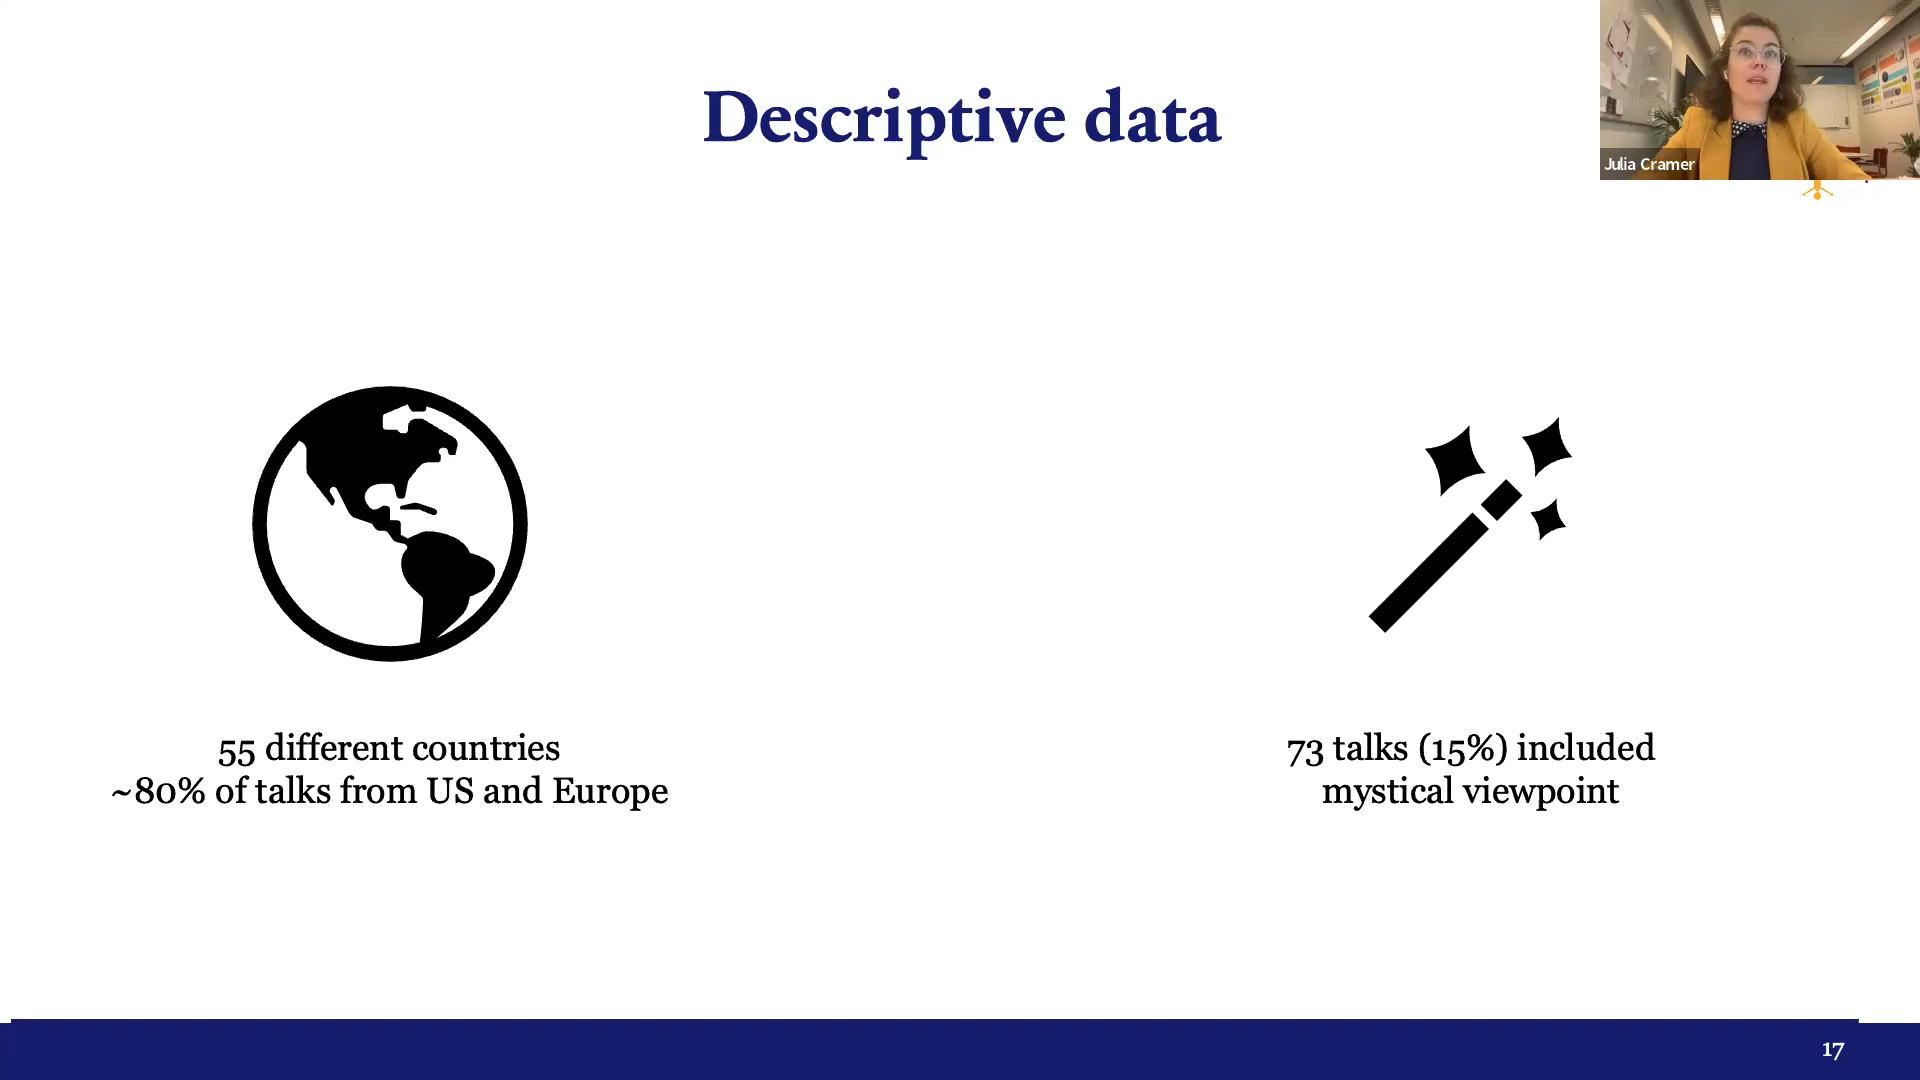 Descriptive data
Julia Cramer
55 different countries
~80% of talks from US and Europe
73 talks (15%) included
mystical viewpoint
17